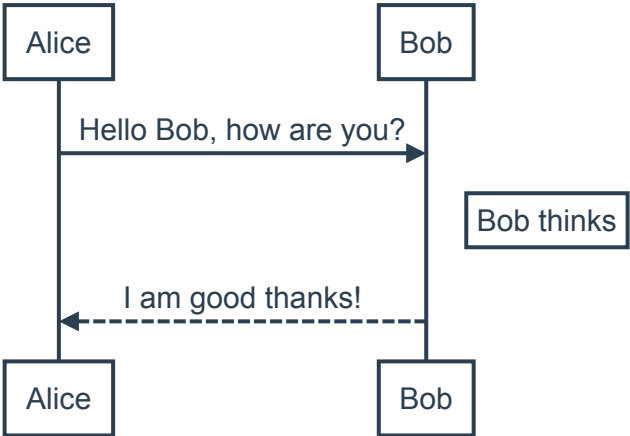 Alice
Bob
Hello Bob, how are you?
Bob thinks
I am good thanks!
Alice
Bob